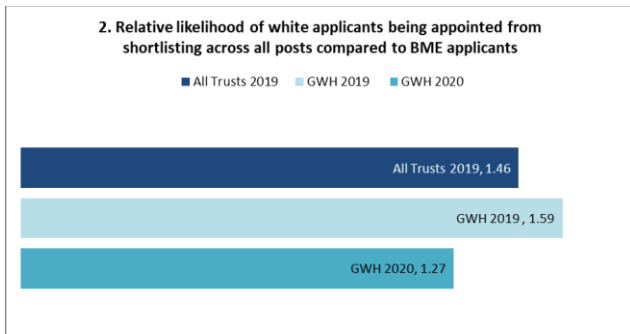 2. Relative likelihood of white applicants being appointed from
shortlisting across all posts compared to BME applicants
All Trusts 2019 GWH 2019 GWH 2020
All Trusts 2019, 1.46
GWH 2019 , 1.59
GWH 2020, 1.27